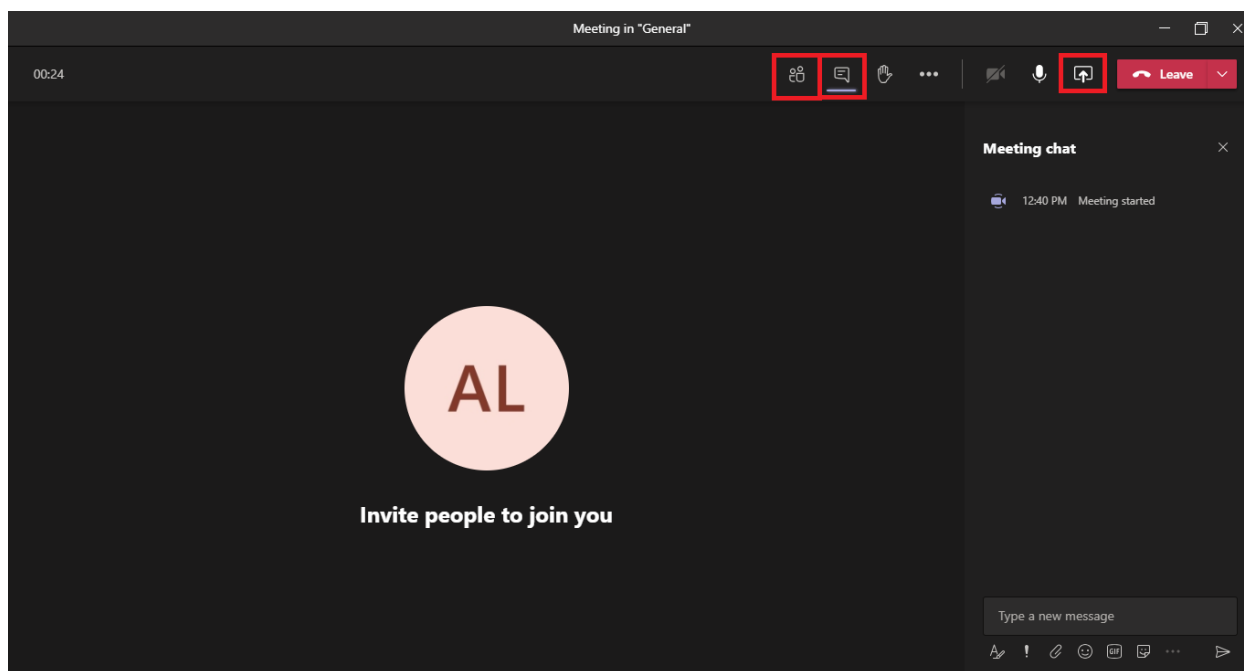 Meeting in "General"
00:24
Leave
Meeting chat
12:40 PM Meeting started
AL
Invite people to join you
Type a new message
GIF